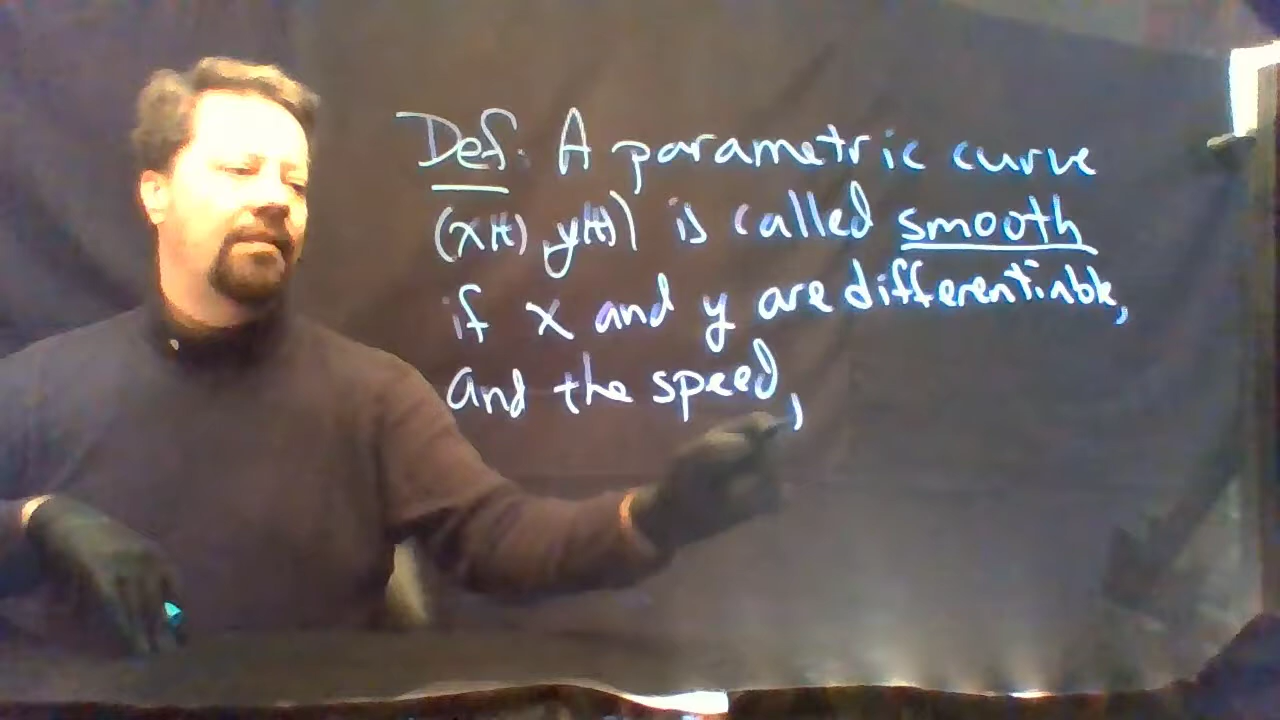 Def: A parametric curve
(x(t), y(t)) is called smooth
if x and y are differentiable,
and the speed,